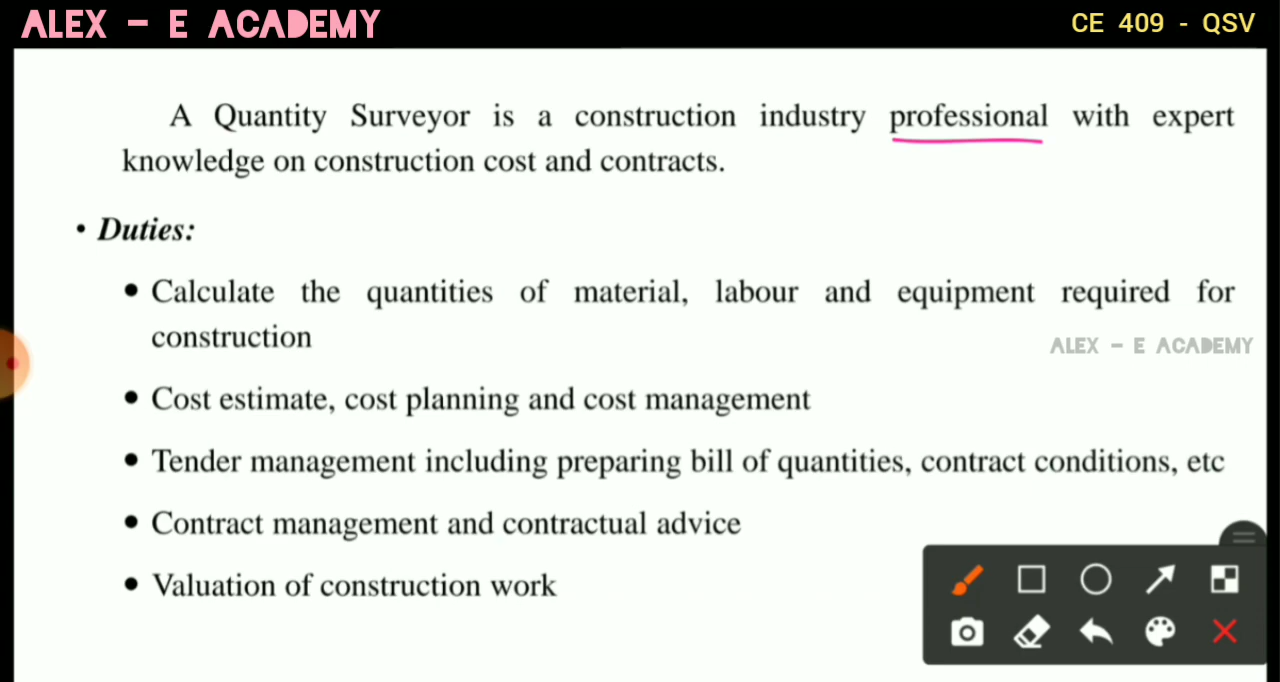 ALEX - E ACADEMY
CE 409 - QSV
A Quantity Surveyor is a construction industry professional with expert
knowledge on construction cost and contracts.
• Duties:
• Calculate the quantities of material, labour and equipment required for
construction
ALEX - E ACADEMY
• Cost estimate, cost planning and cost management
• Tender management including preparing bill of quantities, contract conditions, etc
• Contract management and contractual advice
• Valuation of construction work